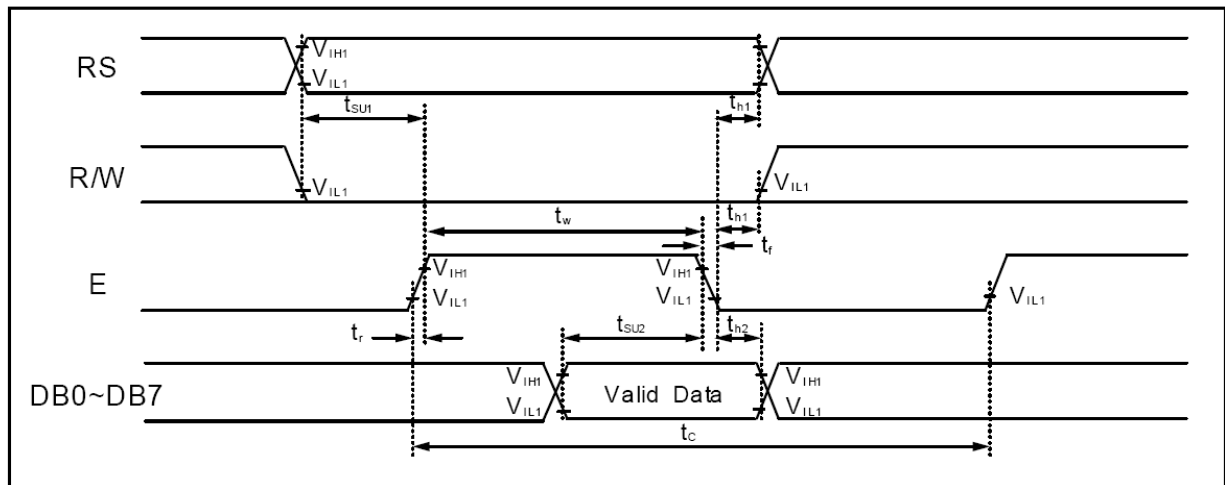 RS
V_IH1
V_IL1
t_SU1
t_h1
R/W
V_IL1
V_IL1
t_h1
t_w
t_f
E
V_IH1
V_IH1
V_IL1
V_IL1
V_IL1
t_r
t_SU2
t_h2
DB0~DB7
V_IH1
Valid Data
V_IH1
V_IL1
V_IL1
t_C